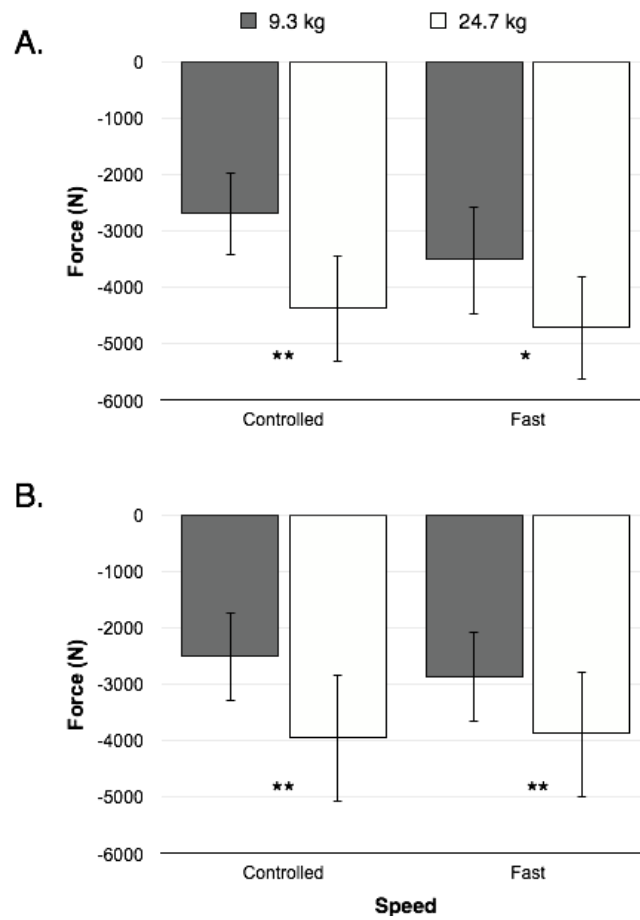 A.
9.3 kg
24.7 kg
Force (N)
0
-1000
-2000
-3000
-4000
-5000
-6000
**
*
Controlled
Fast
B.
Force (N)
0
-1000
-2000
-3000
-4000
-5000
-6000
**
**
Controlled
Fast
Speed